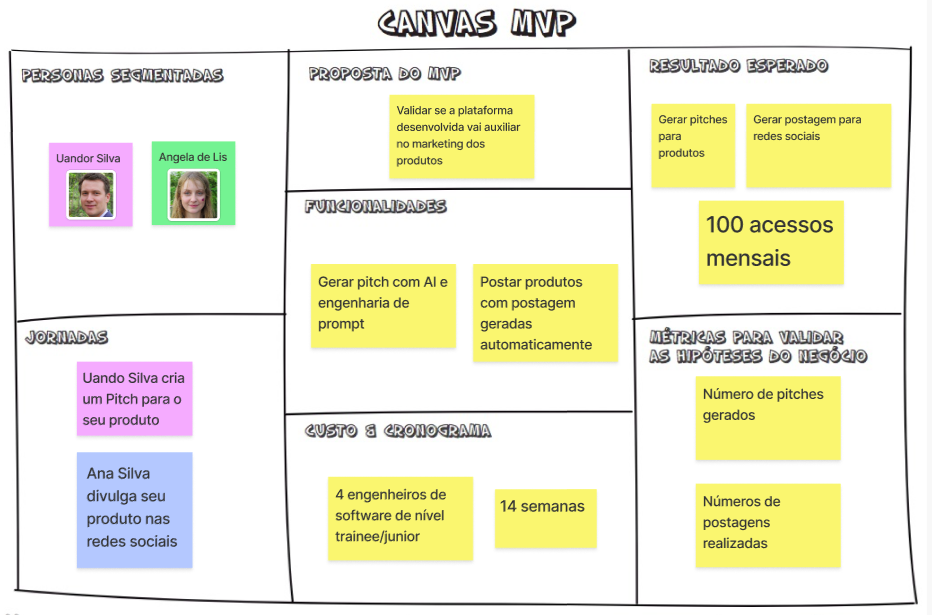 CANVAS MVP
PERSONAS SEGMENTADAS
Uandor Silva
Angela de Lis
JORNADAS
Uando Silva cria
um Pitch para o
seu produto
Ana Silva
divulga seu
produto nas
redes sociais
PROPOSTA DO MVP
Validar se a plataforma
desenvolvida vai auxiliar
no marketing dos
produtos
FUNCIONALIDADES
Gerar pitch com AI e
engenharia de
prompt
Postar produtos
com postagem
geradas
automaticamente
CUSTO & CRONOGRAMA
4 engenheiros de
software de nível
trainee/junior
14 semanas
RESULTADO ESPERADO
Gerar pitches
para
produtos
Gerar postagem para
redes sociais
100 acessos
mensais
MÉTRICAS PARA VALIDAR
AS HIPÓTESES DO NEGÓCIO
Número de pitches
gerados
Números de
postagens
realizadas